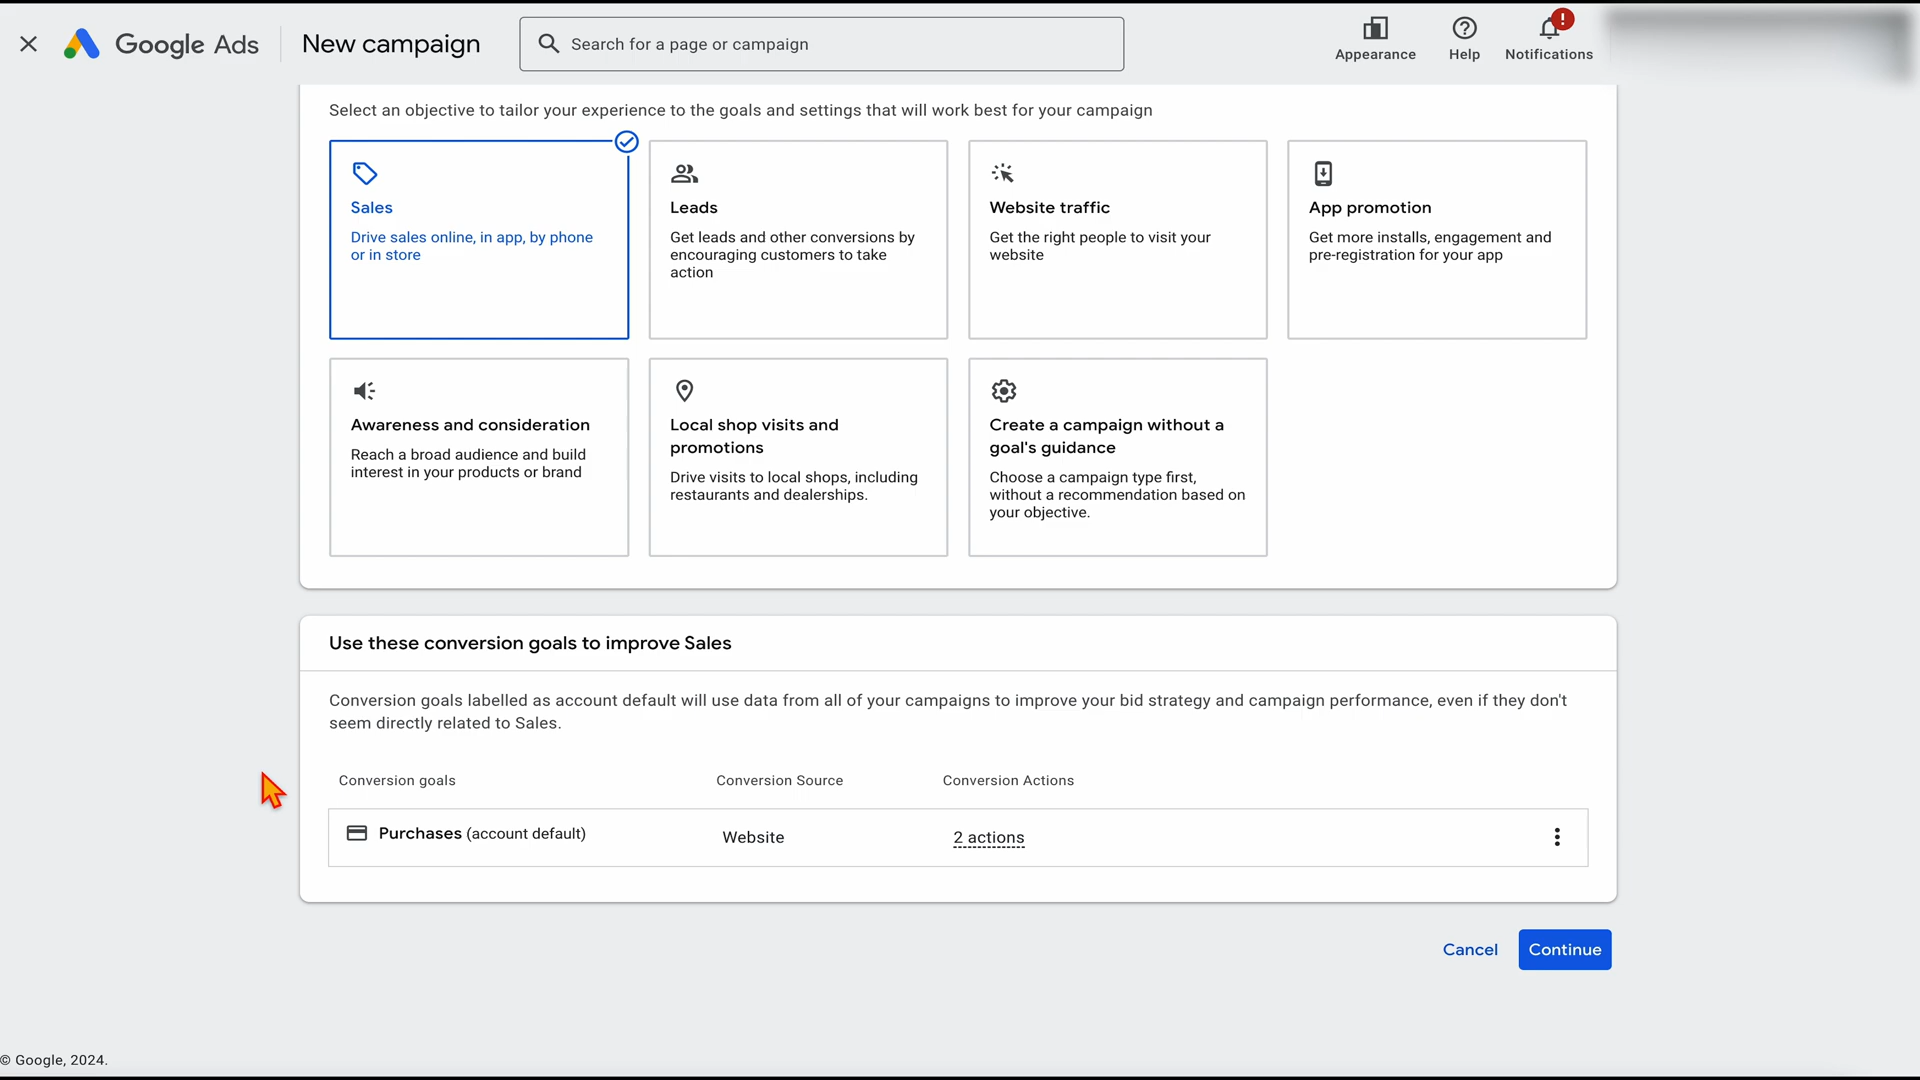 Google Ads
New campaign
Search for a page or campaign
Appearance
Help
!
Notifications
Select an objective to tailor your experience to the goals and settings that will work best for your campaign
Sales
Drive sales online, in app, by phone
or in store
Leads
Get leads and other conversions by
encouraging customers to take
action
Website traffic
Get the right people to visit your
website
App promotion
Get more installs, engagement and
pre-registration for your app
Awareness and consideration
Reach a broad audience and build
interest in your products or brand
Local shop visits and
promotions
Drive visits to local shops, including
restaurants and dealerships.
Create a campaign without a
goal's guidance
Choose a campaign type first,
without a recommendation based on
your objective.
Use these conversion goals to improve Sales
Conversion goals labelled as account default will use data from all of your campaigns to improve your bid strategy and campaign performance, even if they don't
seem directly related to Sales.
Conversion goals
Conversion Source
Conversion Actions
Purchases (account default)
Website
2 actions
Cancel
Continue
© Google, 2024.